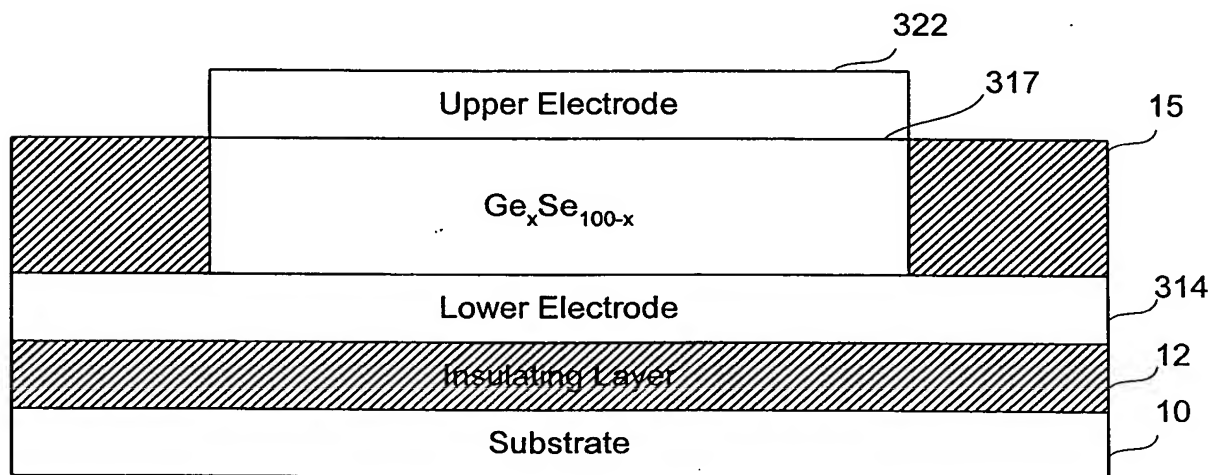 322
317
15
Upper Electrode
GexSe100-x
314
Lower Electrode
12
Insulating Layer
10
Substrate